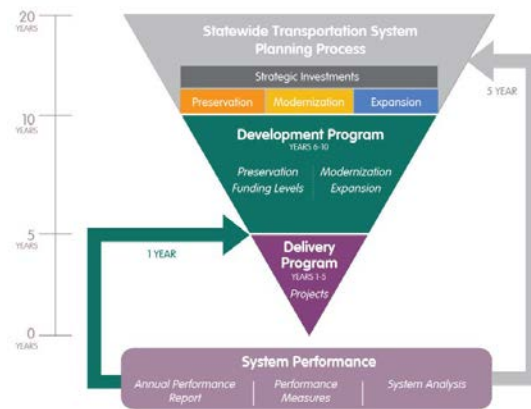 20
YEARS
Statewide Transportation System
Planning Process
Strategic Investments
Preservation Modernization Expansion
5 YEAR
10
YEARS
Development Program
YEARS 6-10
Preservation Modernization
Funding Levels Expansion
5
YEARS
1 YEAR
Delivery
Program
YEARS 1-5
Projects
0
YEARS
System Performance
Annual Performance Performance System Analysis
Report Measures